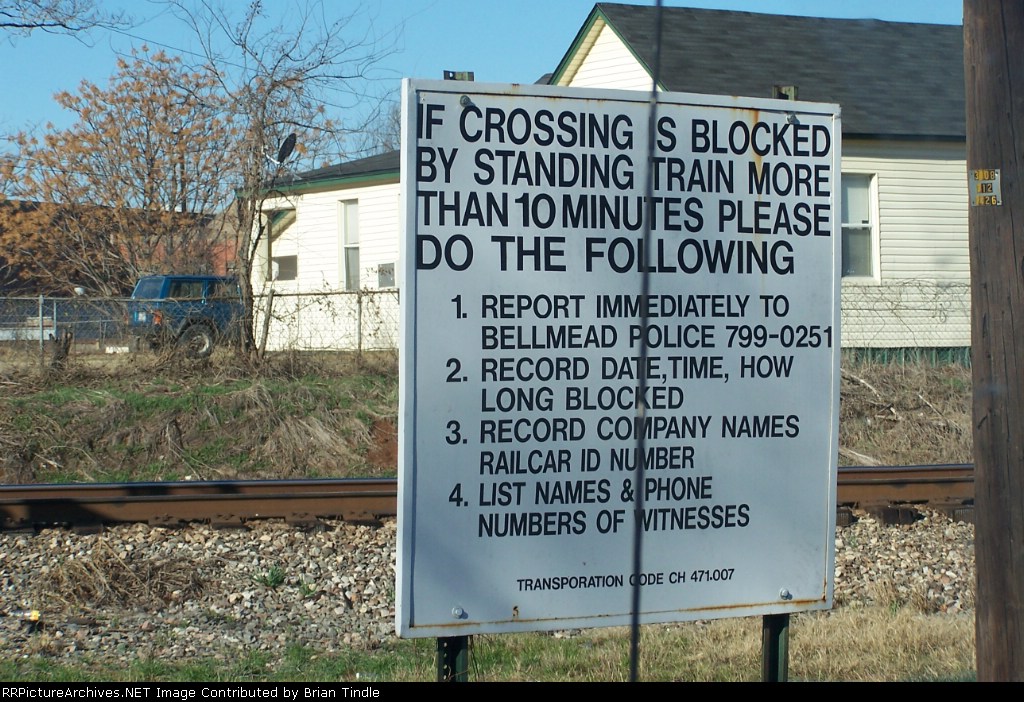 IF CROSSING IS BLOCKED
BY STANDING TRAIN MORE
THAN 10 MINUTES PLEASE
DO THE FOLLOWING
1. REPORT IMMEDIATELY TO
BELLMEAD POLICE 799-0251
2. RECORD DATE, TIME, HOW
LONG BLOCKED
3. RECORD COMPANY NAMES
RAILCAR ID NUMBER
4. LIST NAMES & PHONE
NUMBERS OF WITNESSES
TRANSPORATION CODE CH 471.007
RRPictureArchives.NET Image Contributed by Brian Tindle